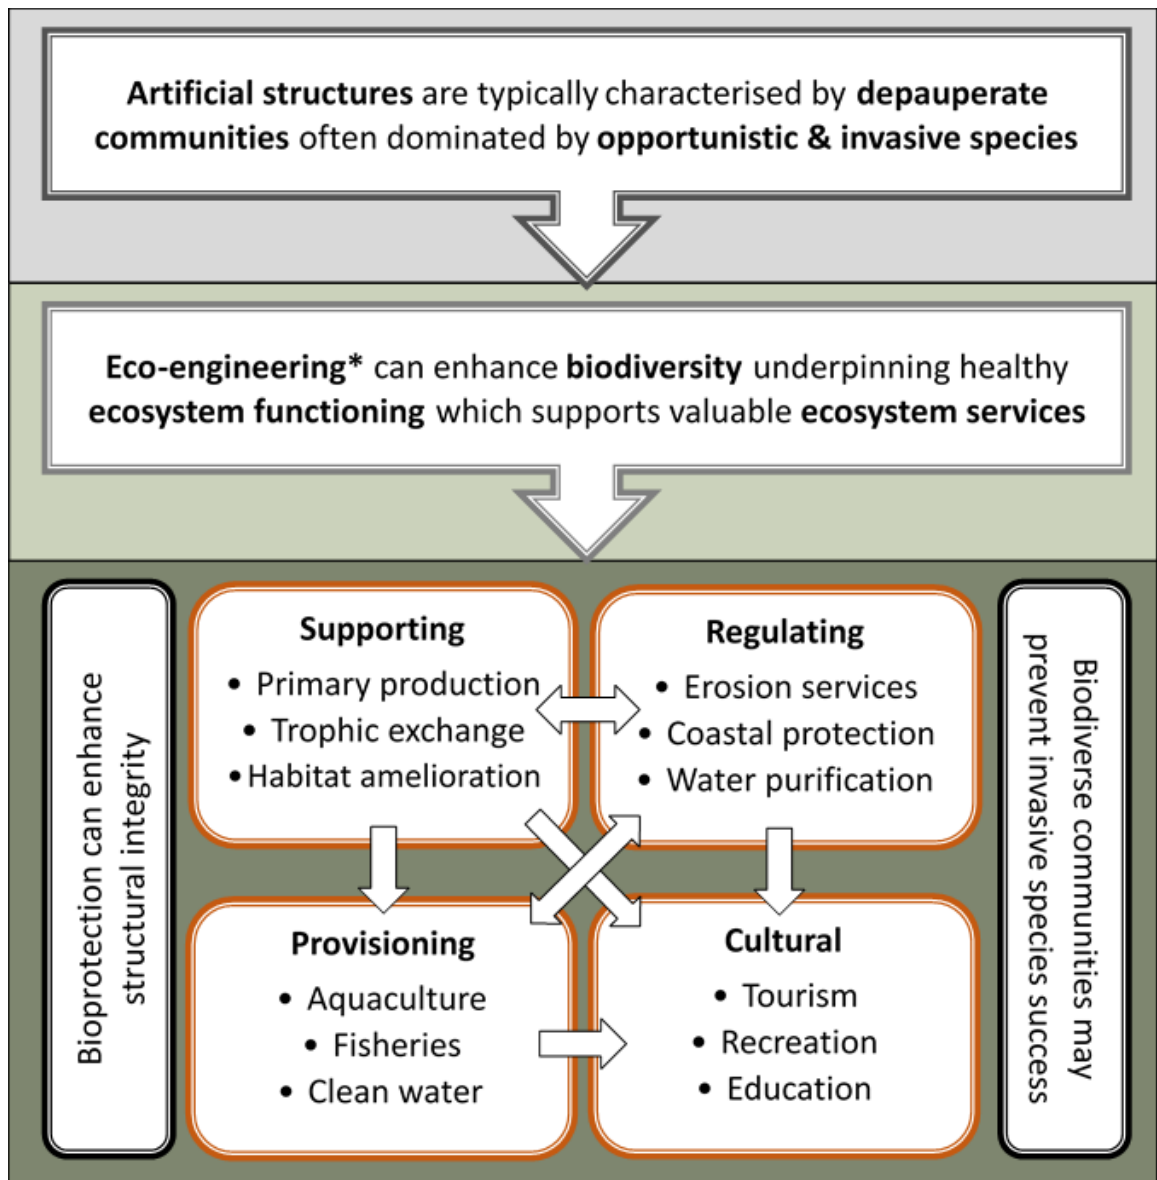 Artificial structures are typically characterised by depauperate
communities often dominated by opportunistic & invasive species
Eco-engineering* can enhance biodiversity underpinning healthy
ecosystem functioning which supports valuable ecosystem services
Bioprotection can enhance
structural integrity
Supporting
• Primary production
• Trophic exchange
• Habitat amelioration
Regulating
• Erosion services
• Coastal protection
• Water purification
Provisioning
• Aquaculture
• Fisheries
• Clean water
Cultural
• Tourism
• Recreation
• Education
Biodiverse communities may
prevent invasive species success